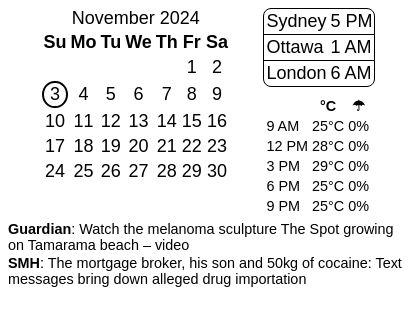 November 2024
Su Mo Tu We Th Fr Sa
1 2
3 4 5 6 7 8 9
10 11 12 13 14 15 16
17 18 19 20 21 22 23
24 25 26 27 28 29 30
Sydney 5 PM
Ottawa 1 AM
London 6 AM
°C ☂
9 AM 25°C 0%
12 PM 28°C 0%
3 PM 29°C 0%
6 PM 25°C 0%
9 PM 25°C 0%
Guardian: Watch the melanoma sculpture The Spot growing
on Tamarama beach – video
SMH: The mortgage broker, his son and 50kg of cocaine: Text
messages bring down alleged drug importation